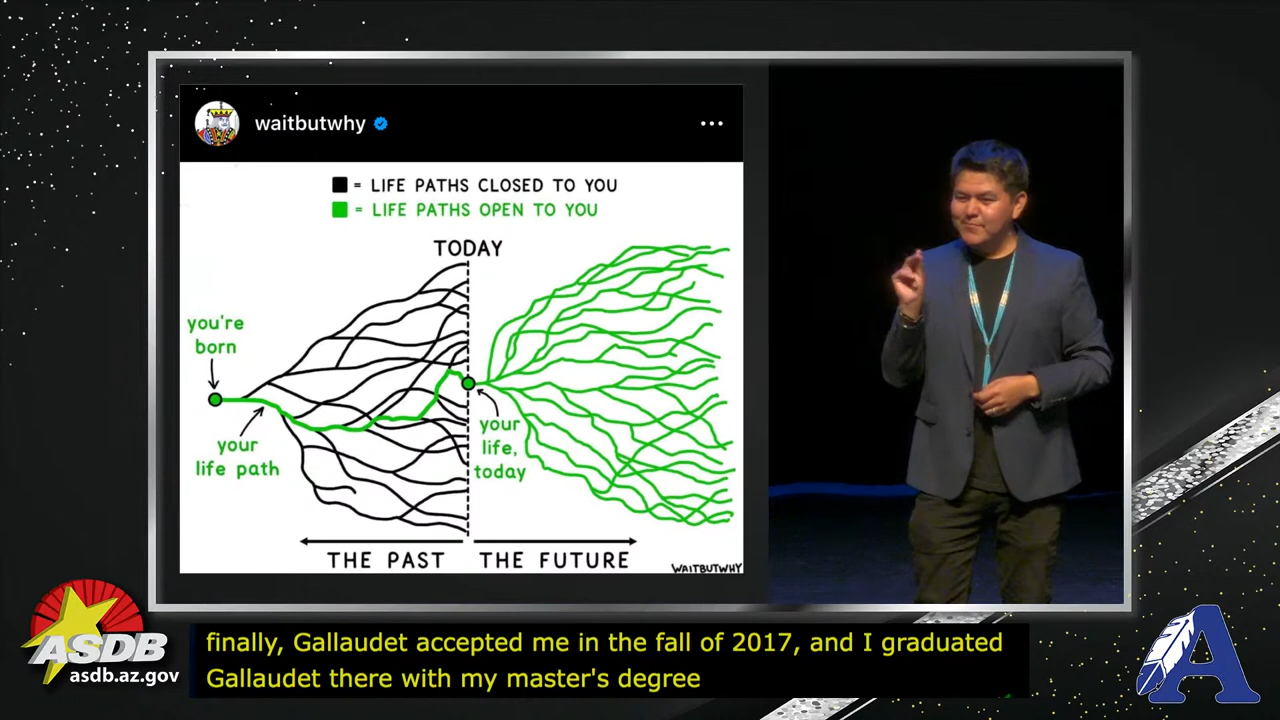 waitbutwhy
= LIFE PATHS CLOSED TO YOU
= LIFE PATHS OPEN TO YOU
TODAY
you're
born
your
life path
your
life,
today
THE PAST
THE FUTURE
WAITBUTWHY
ASDB
asdb.az.gov
finally, Gallaudet accepted me in the fall of 2017, and I graduated
Gallaudet there with my master's degree
A